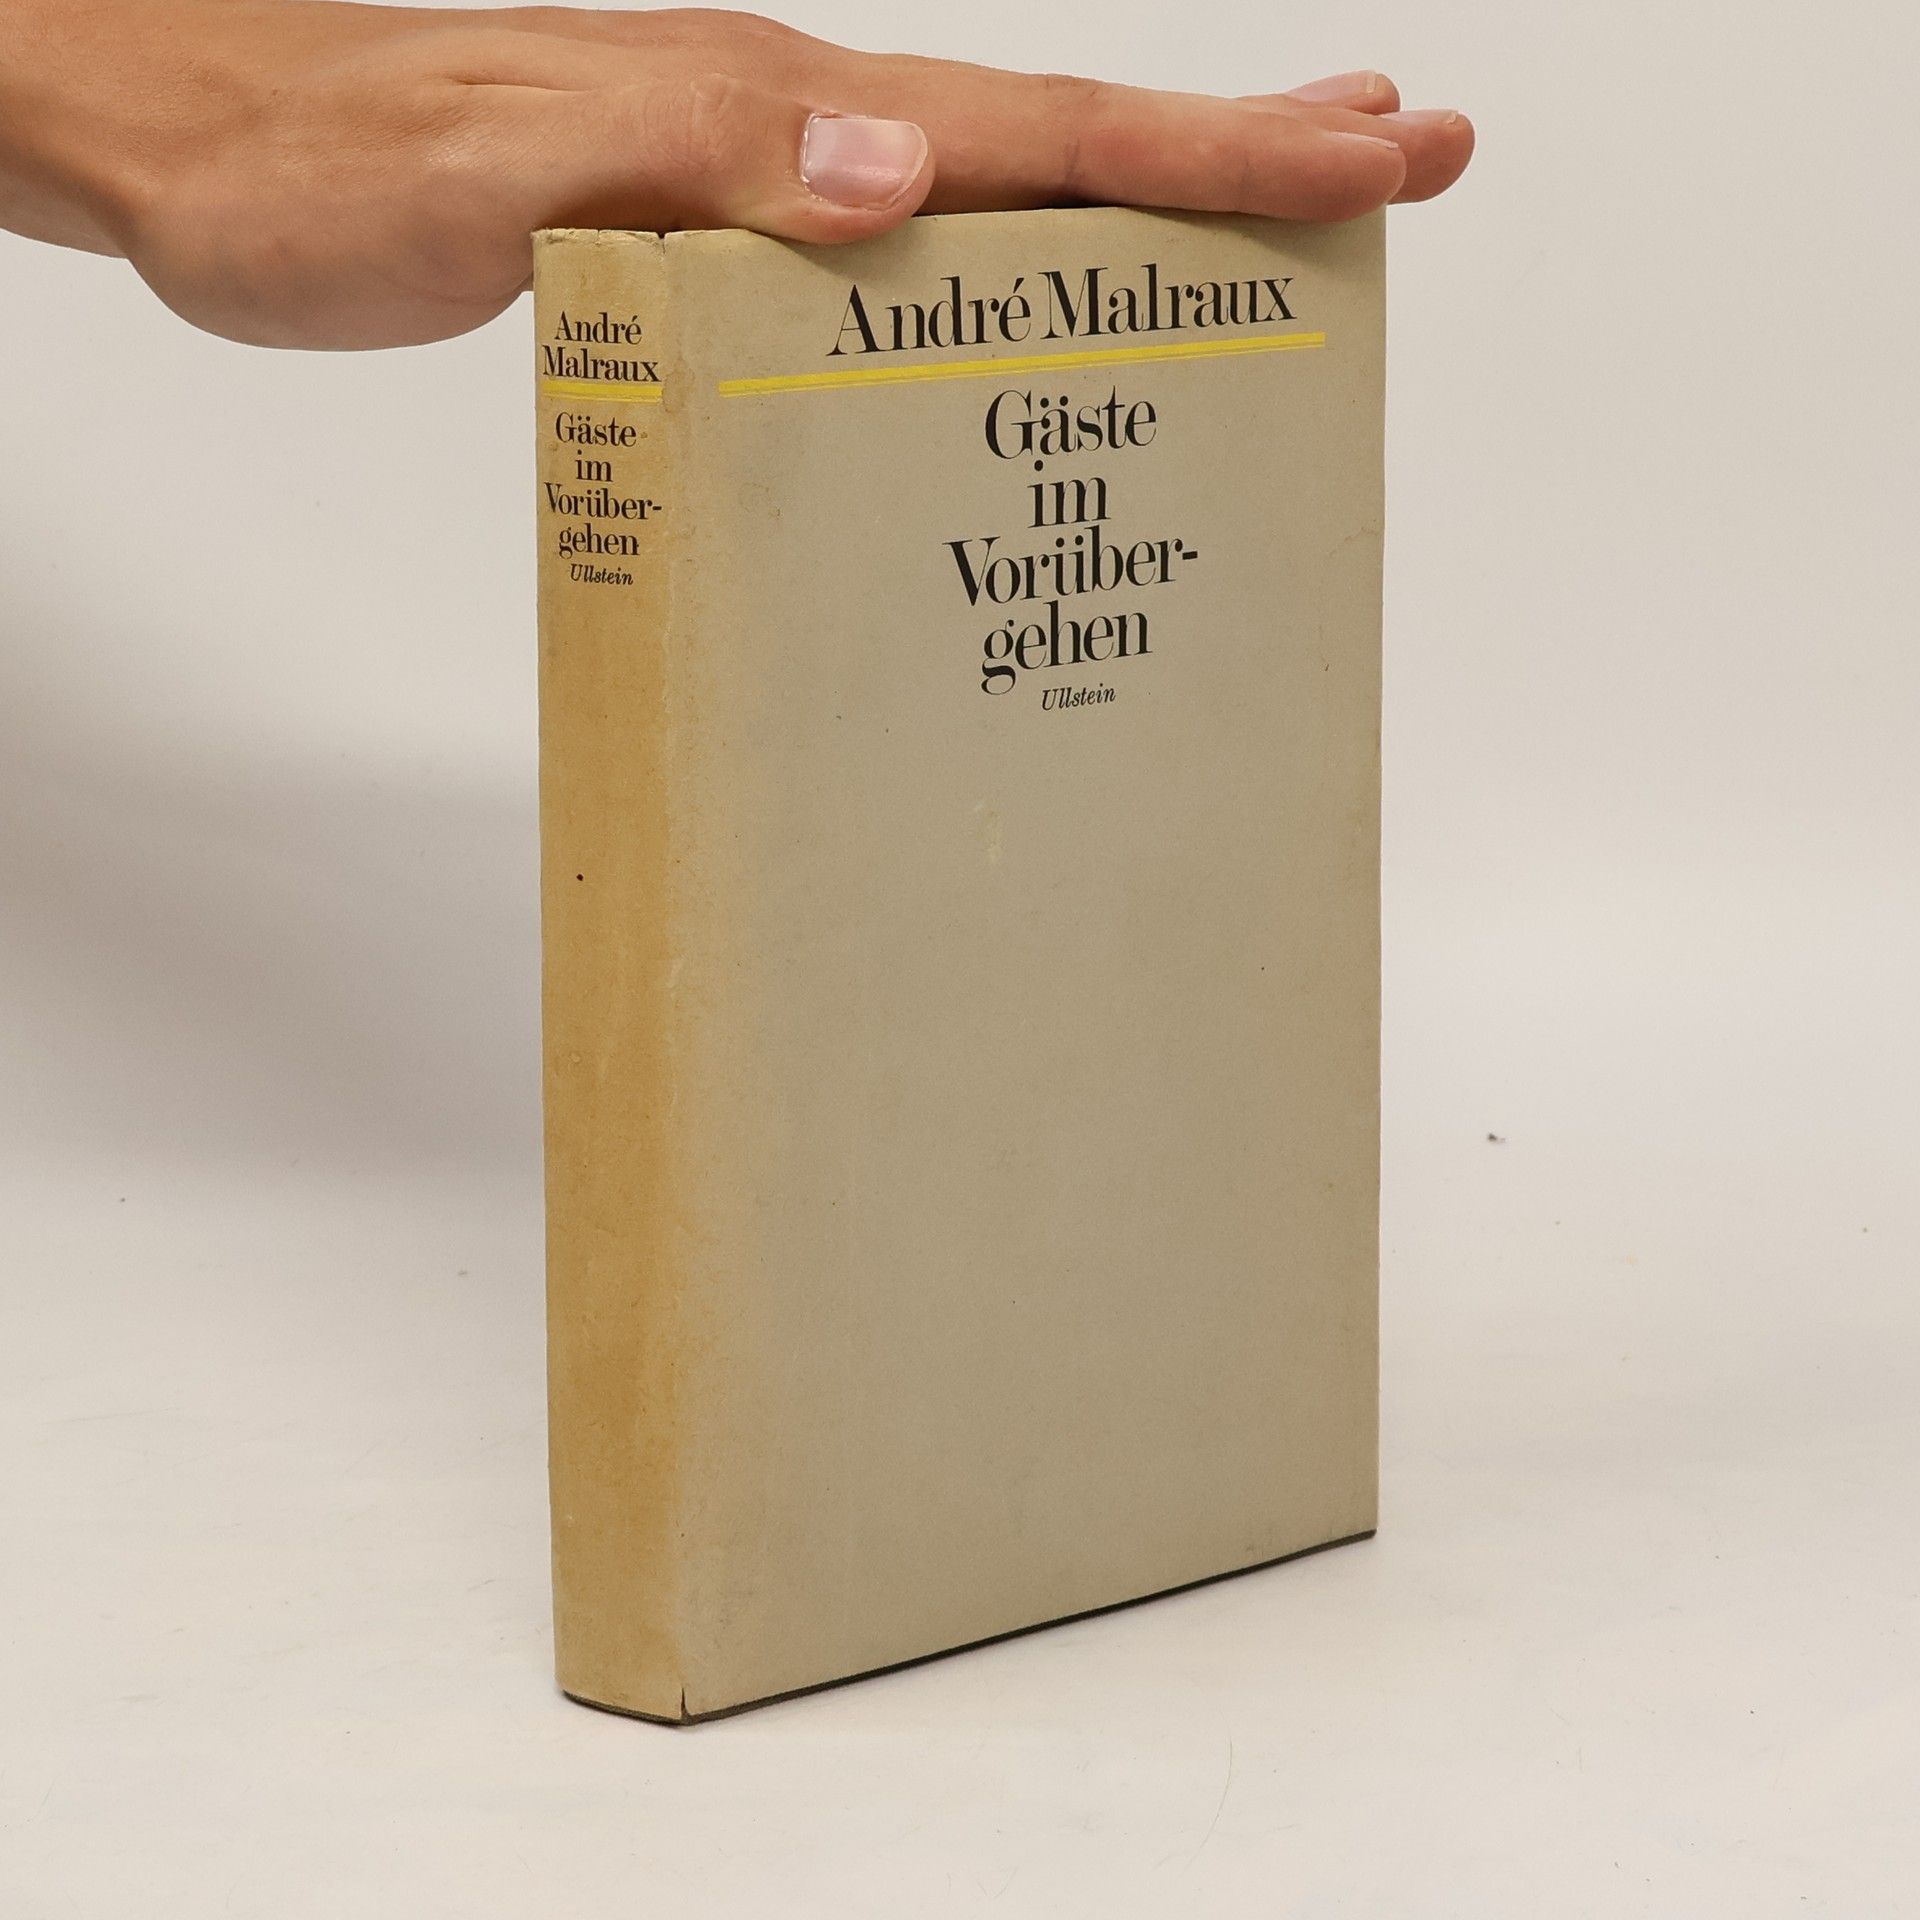 André
Malraux
Gäste
im
Vorüber-
gehen
Ullstein
André Malraux
Gäste
im
Vorüber-
gehen
Ullstein